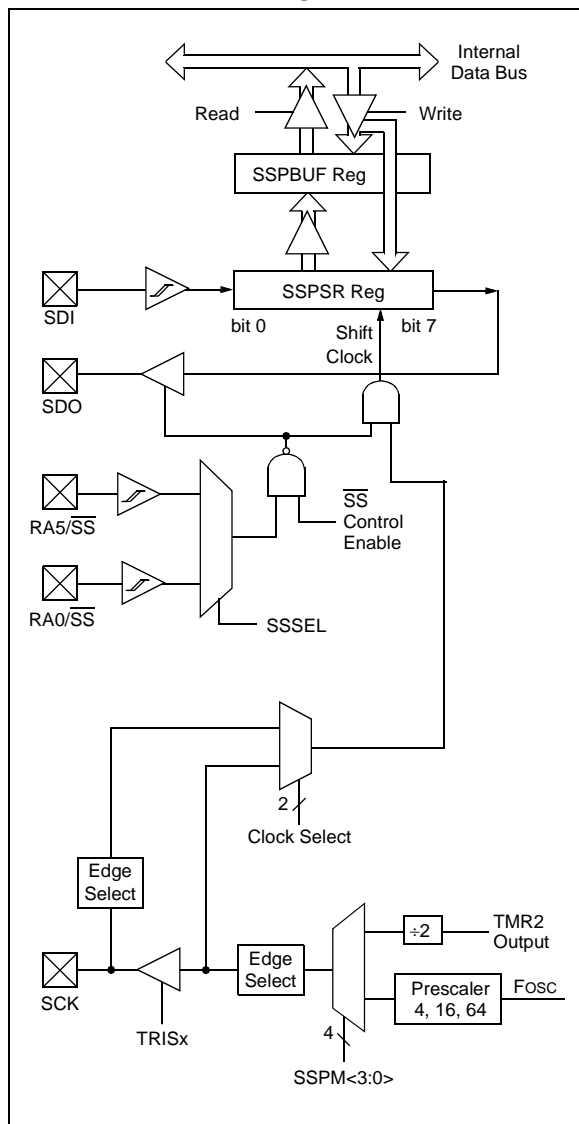 Internal
Data Bus
Read
Write
SSPBUF Reg
SSPSR Reg
SDI
bit 0
bit 7
Shift
Clock
SDO
RA5/SS
SS
Control
Enable
RA0/SS
SSSEL
2
Clock Select
Edge
Select
÷2
TMR2
Output
Edge
Select
Prescaler
4, 16, 64
FOSC
SCK
TRISx
4
SSPM<3:0>